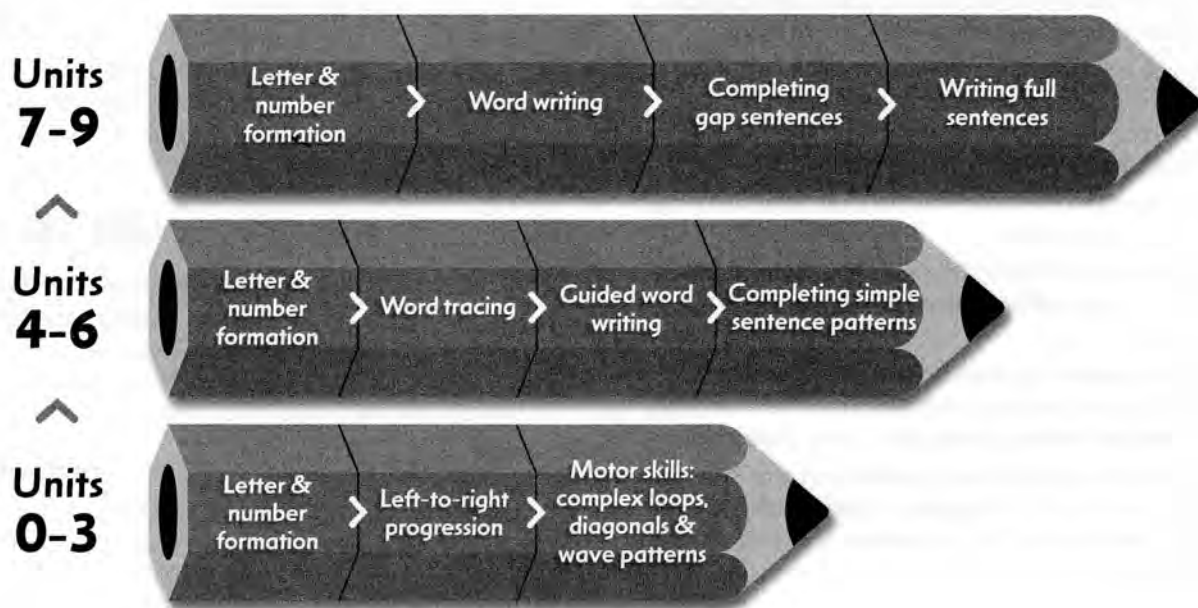 Units
7-9
Letter &
number
formation
Word writing
Completing
gap sentences
Writing full
sentences
Units
4-6
Letter &
number
formation
Word tracing
Guided word
writing
Completing simple
sentence patterns
Units
0-3
Letter &
number
formation
Left-to-right
progression
Motor skills:
complex loops,
diagonals &
wave patterns